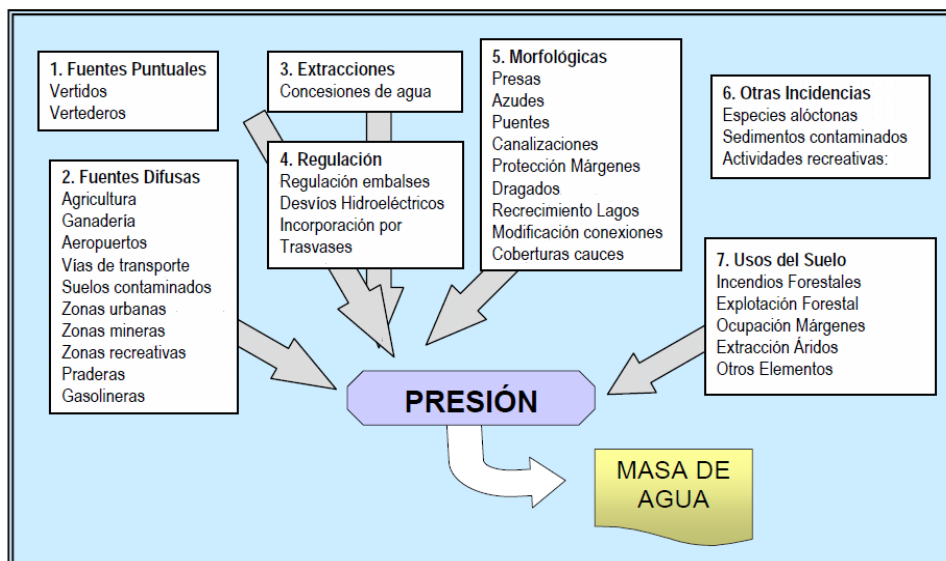 1. Fuentes Puntuales
Vertidos
Vertederos
2. Fuentes Difusas
Agricultura
Ganadería
Aeropuertos
Vías de transporte
Suelos contaminados
Zonas urbanas
Zonas mineras
Zonas recreativas
Praderas
Gasolineras
3. Extracciones
Concesiones de agua
4. Regulación
Regulación embalses
Desvíos Hidroeléctricos
Incorporación por
Trasvases
5. Morfológicas
Presas
Azudes
Puentes
Canalizaciones
Protección Márgenes
Dragados
Recrecimiento Lagos
Modificación conexiones
Coberturas cauces
6. Otras Incidencias
Especies alóctonas
Sedimentos contaminados
Actividades recreativas:
7. Usos del Suelo
Incendios Forestales
Explotación Forestal
Ocupación Márgenes
Extracción Áridos
Otros Elementos
PRESIÓN
MASA DE
AGUA